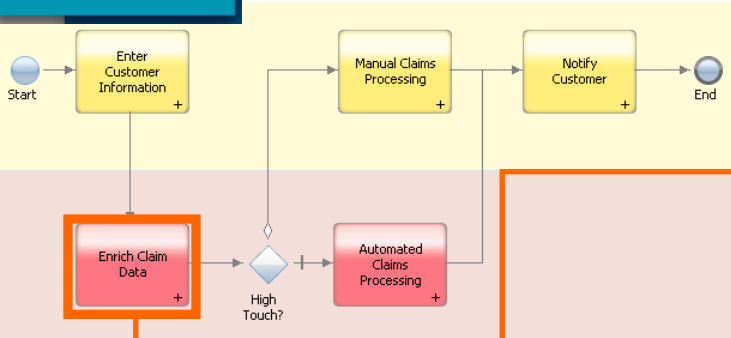 Start
Enter
Customer
Information
+
Manual Claims
Processing
+
Notify
Customer
+
End
Enrich Claim
Data
+
High
Touch?
Automated
Claims
Processing
+